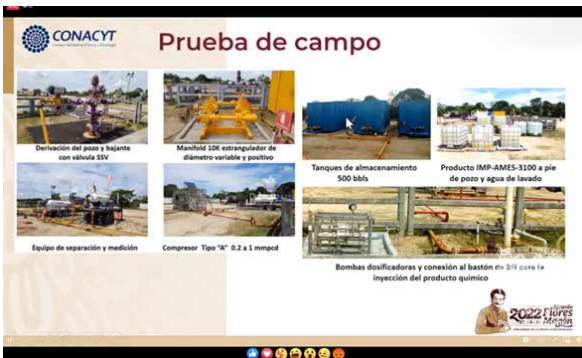 CONACYT
Prueba de campo
Derivación del pozo y bajante
con válvula SSV
Manifold 10K estrangulador de
diámetro variable y positivo
Tanques de almacenamiento
500 bbls
Producto IMP-AMES-3100 a pie
de pozo y agua de lavado
Equipo de separación y medición
Compresor Tipo "A" 0.2 a 1 mmpcd
Bombas dosificadoras y conexión al bastón de BN para la
inyección del producto químico
2022 Flores
Magón